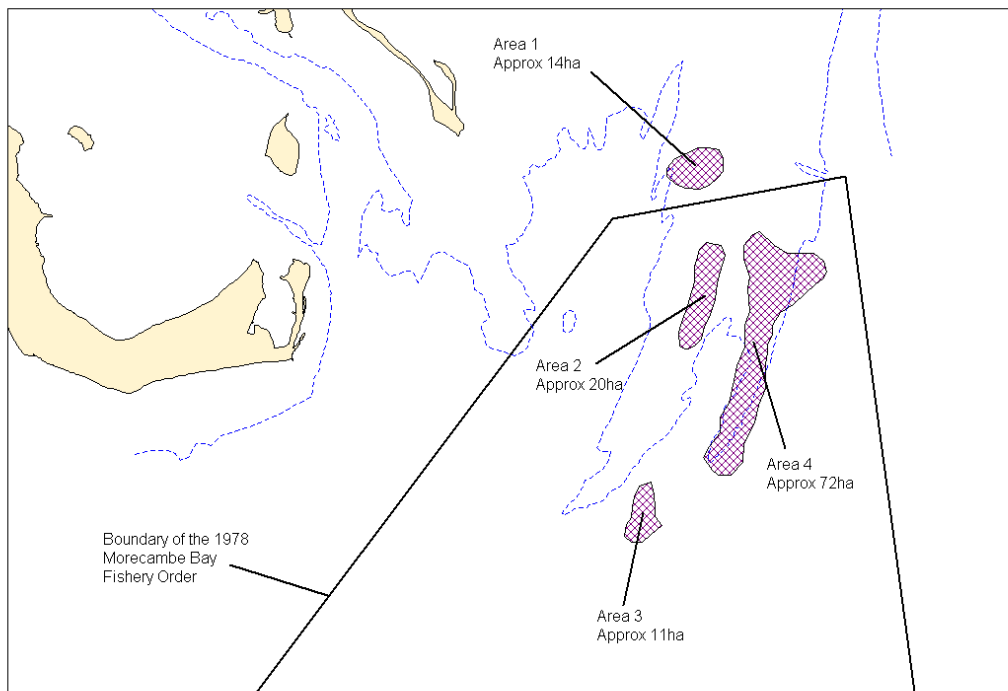 Area 1
Approx 14ha
Area 2
Approx 20ha
Area 4
Approx 72ha
Boundary of the 1978
Morecambe Bay
Fishery Order
Area 3
Approx 11ha